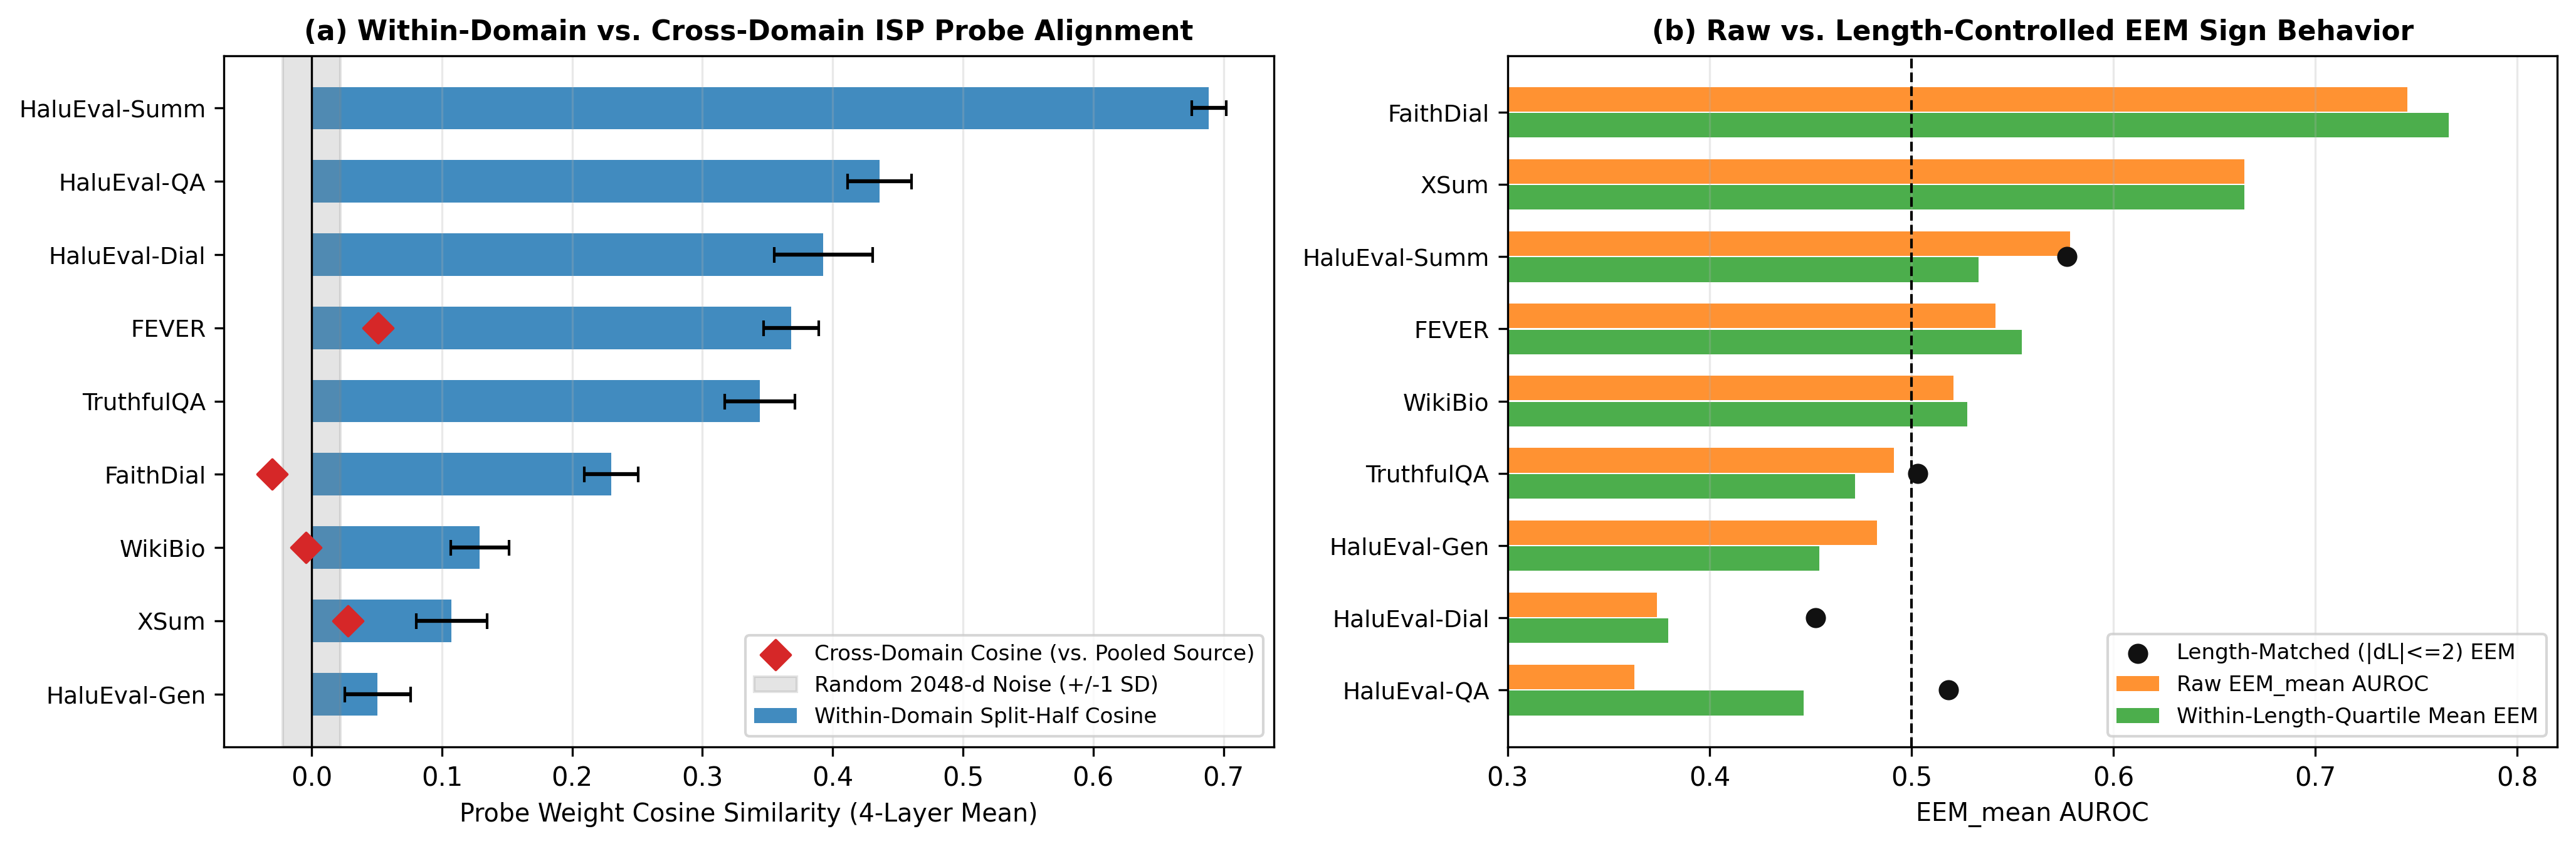 (a) Within-Domain vs. Cross-Domain ISP Probe Alignment
HaluEval-Summ
HaluEval-QA
HaluEval-Dial
FEVER
TruthfulQA
FaithDial
WikiBio
XSum
HaluEval-Gen
Cross-Domain Cosine (vs. Pooled Source)
Random 2048-d Noise (+/-1 SD)
Within-Domain Split-Half Cosine
0.0 0.1 0.2 0.3 0.4 0.5 0.6 0.7
Probe Weight Cosine Similarity (4-Layer Mean)
(b) Raw vs. Length-Controlled EEM Sign Behavior
FaithDial
XSum
HaluEval-Summ
FEVER
WikiBio
TruthfulQA
HaluEval-Gen
HaluEval-Dial
HaluEval-QA
Length-Matched (|dL|<=2) EEM
Raw EEM_mean AUROC
Within-Length-Quartile Mean EEM
0.3 0.4 0.5 0.6 0.7 0.8
EEM_mean AUROC